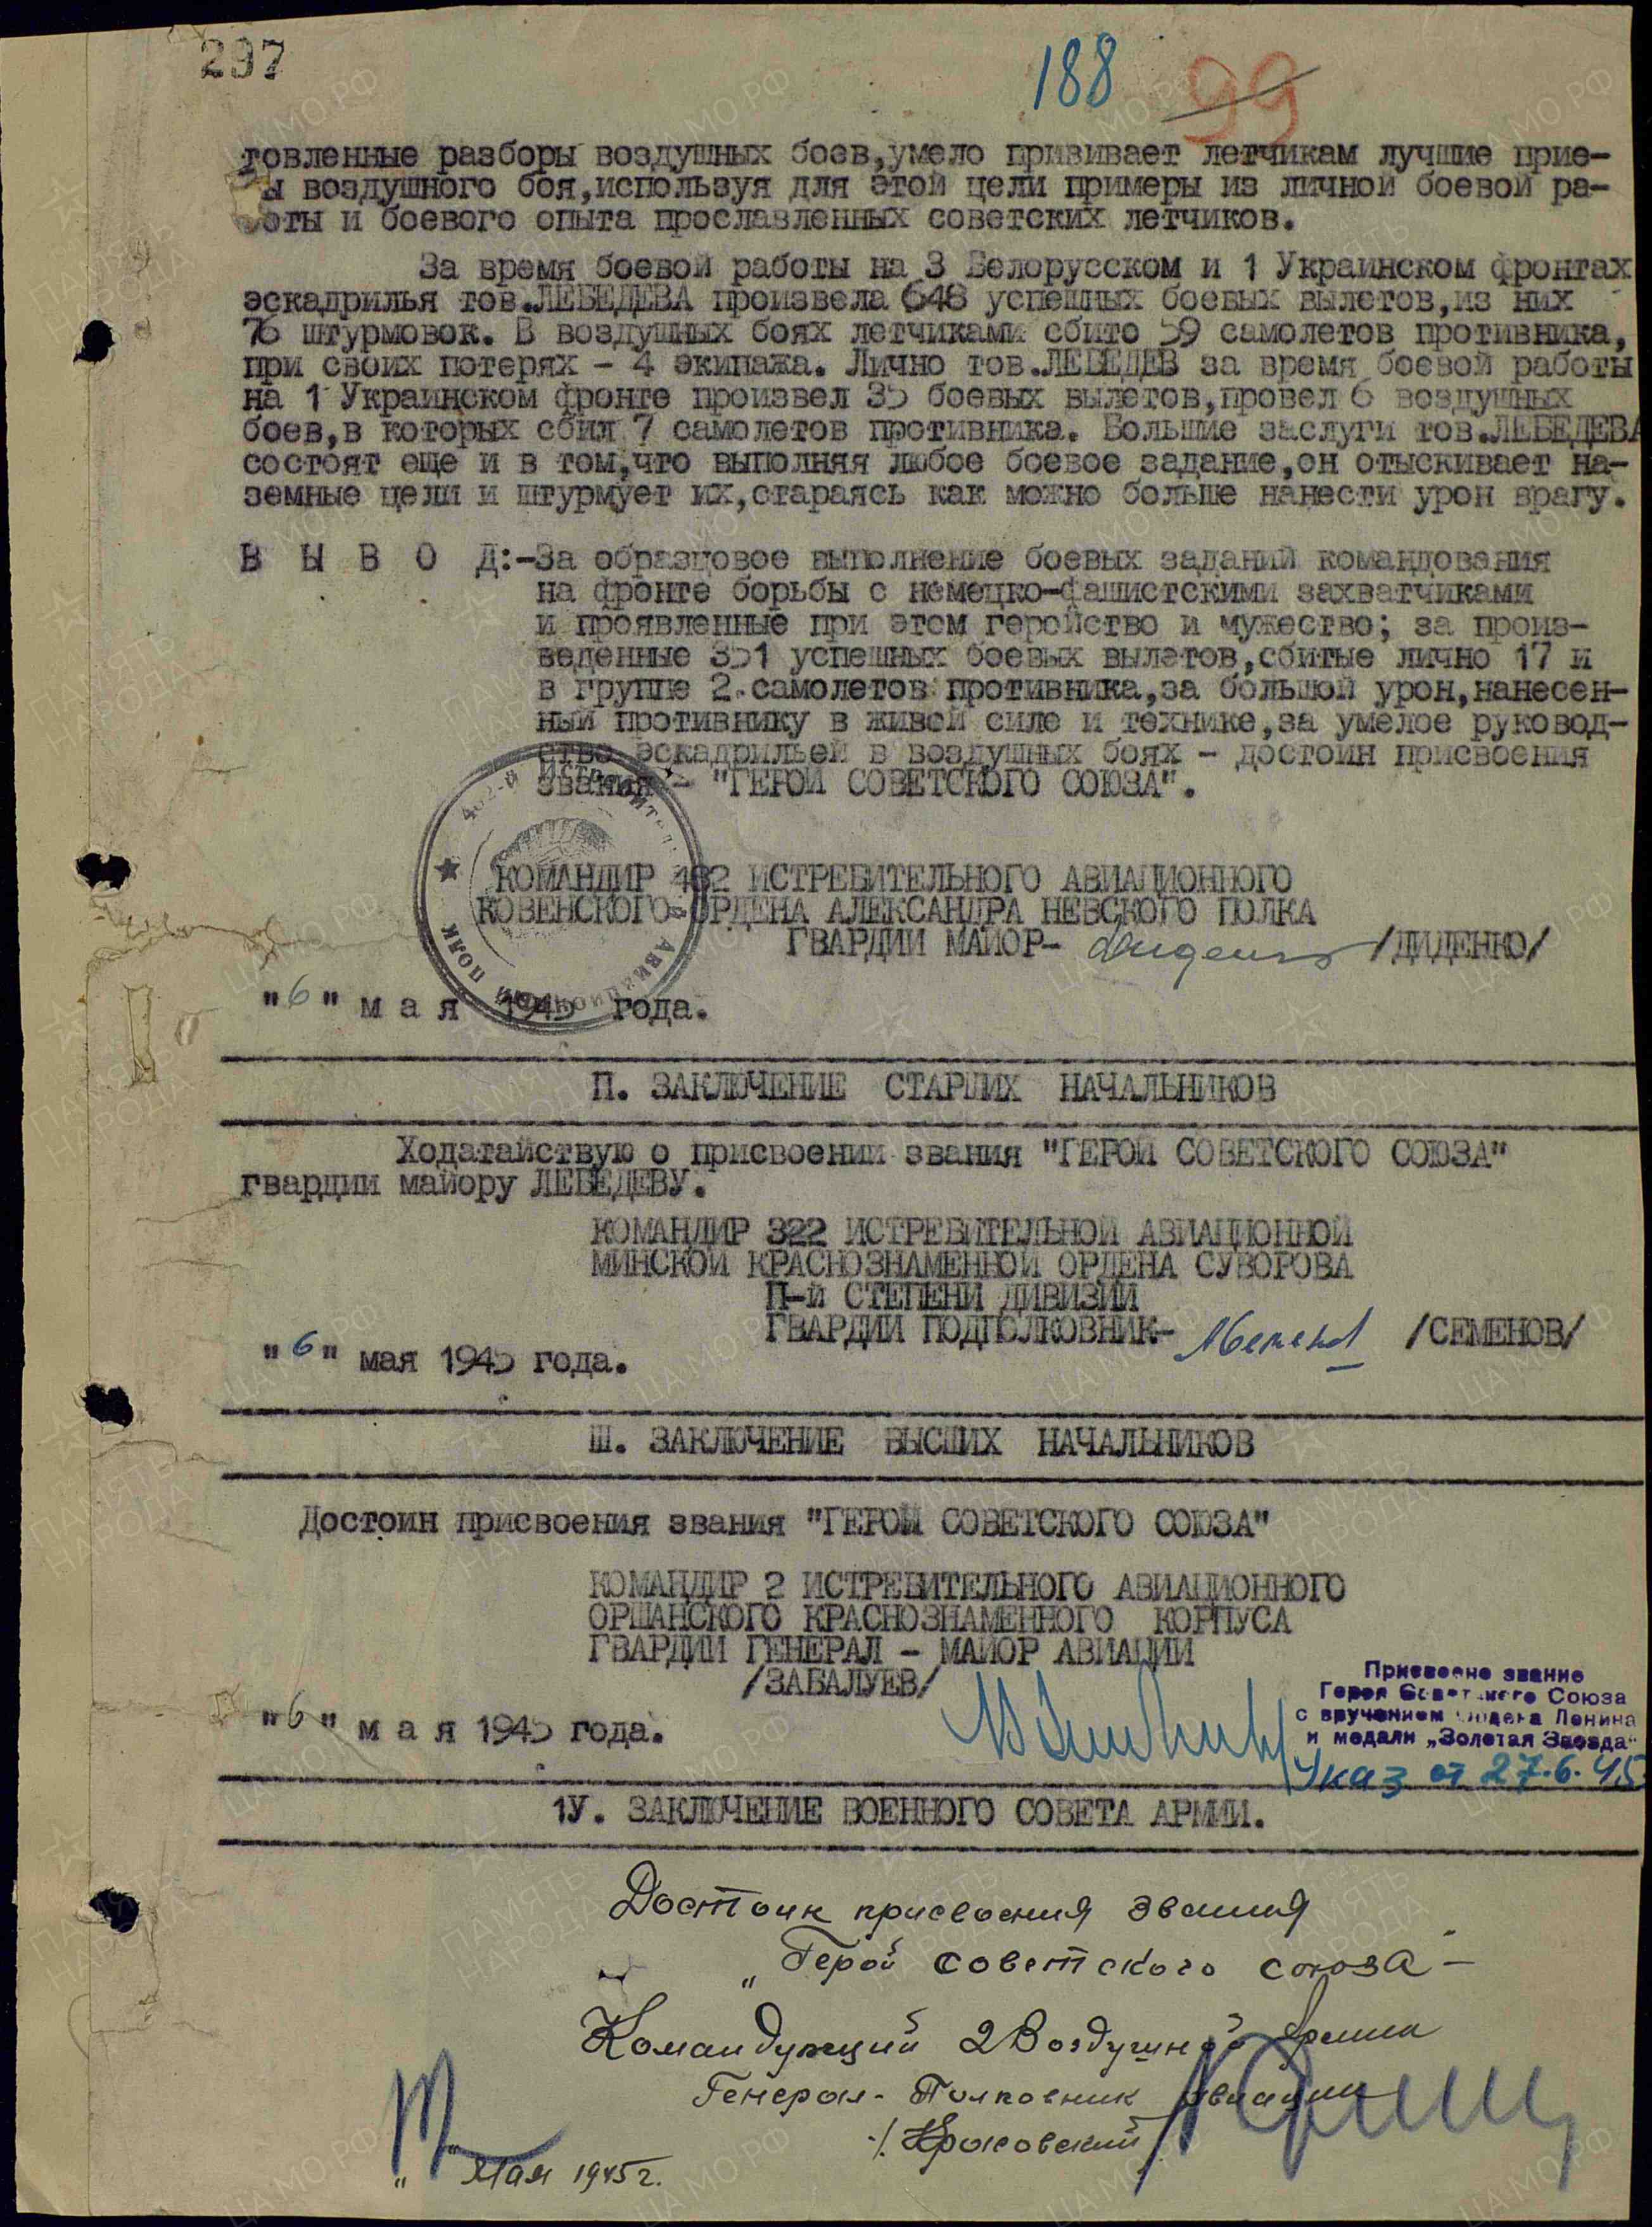 297
188
99
товленные разборы воздушных боев,умело прививает летчикам лучшие прие-
ы воздушного боя,используя для этой цели примеры из личной боевой ра-
оты и боевого опыта прославленных советских летчиков.
За время боевой работы на 3 Белорусском и 1 Украинском фронтах
эскадрилья тов.ЛЕБЕДЕВА произвела 648 успешных боевых вылетов,из них
76 штурмовок. В воздушных боях летчиками сбито 59 самолетов противника,
при своих потерях - 4 экипажа. Лично тов.ЛЕБЕДЕВ за время боевой работы
на 1 Украинском фронте произвел 35 боевых вылетов,провел 6 воздушных
боев,в которых сбил 7 самолетов противника. Большие заслуги тов.ЛЕБЕДЕВА
состоят еще и в том,что выполняя любое боевое задание,он отыскивает на-
земные цели и штурмует их,стараясь как можно больше нанести урон врагу.
В Ы В О Д:-За образцовое выполнение боевых заданий командования
на фронте борьбы с немецко-фашистскими захватчиками
и проявленные при этом геройство и мужество; за произ-
веденные 351 успешных боевых вылетов,сбитые лично 17 и
в группе 2 самолетов противника,за большой урон,нанесен-
ный противнику в живой силе и технике,за умелое руковод-
ство эскадрильей в воздушных боях - достоин присвоения
звания - "ГЕРОЙ СОВЕТСКОГО СОЮЗА".
КОМАНДИР 482 ИСТРЕБИТЕЛЬНОГО АВИАЦИОННОГО
КОВЕНСКОГО ОРДЕНА АЛЕКСАНДРА НЕВСКОГО ПОЛКА
ГВАРДИИ МАЙОР- Диденко /ДИДЕНКО/
"6" м а я 1945 года.
П. ЗАКЛЮЧЕНИЕ СТАРШИХ НАЧАЛЬНИКОВ
Ходатайствую о присвоении звания "ГЕРОЙ СОВЕТСКОГО СОЮЗА"
гвардии майору ЛЕБЕДЕВУ.
КОМАНДИР 322 ИСТРЕБИТЕЛЬНОЙ АВИАЦИОННОЙ
МИНСКОЙ КРАСНОЗНАМЕННОЙ ОРДЕНА СУВОРОВА
П-й СТЕПЕНИ ДИВИЗИИ
ГВАРДИИ ПОДПОЛКОВНИК- /СЕМЕНОВ/
"6" мая 1945 года.
Ш. ЗАКЛЮЧЕНИЕ ВЫСШИХ НАЧАЛЬНИКОВ
Достоин присвоения звания "ГЕРОЙ СОВЕТСКОГО СОЮЗА"
КОМАНДИР 2 ИСТРЕБИТЕЛЬНОГО АВИАЦИОННОГО
ОРШАНСКОГО КРАСНОЗНАМЕННОГО КОРПУСА
ГВАРДИИ ГЕНЕРАЛ - МАЙОР АВИАЦИИ
/ЗАБАЛУЕВ/
"6" м а я 1945 года.
Присвоено звание
Героя Советского Союза
с вручением Ордена Ленина
и медали „Золотая Звезда"
Указ от 27.6.45
1У. ЗАКЛЮЧЕНИЕ ВОЕННОГО СОВЕТА АРМИИ.
Достоин присвоения звания
„Герой Советского Союза"
Командующий 2 Воздушной Армии
Генерал-Полковник Авиации
/Красовский/
" Мая 1945 г.